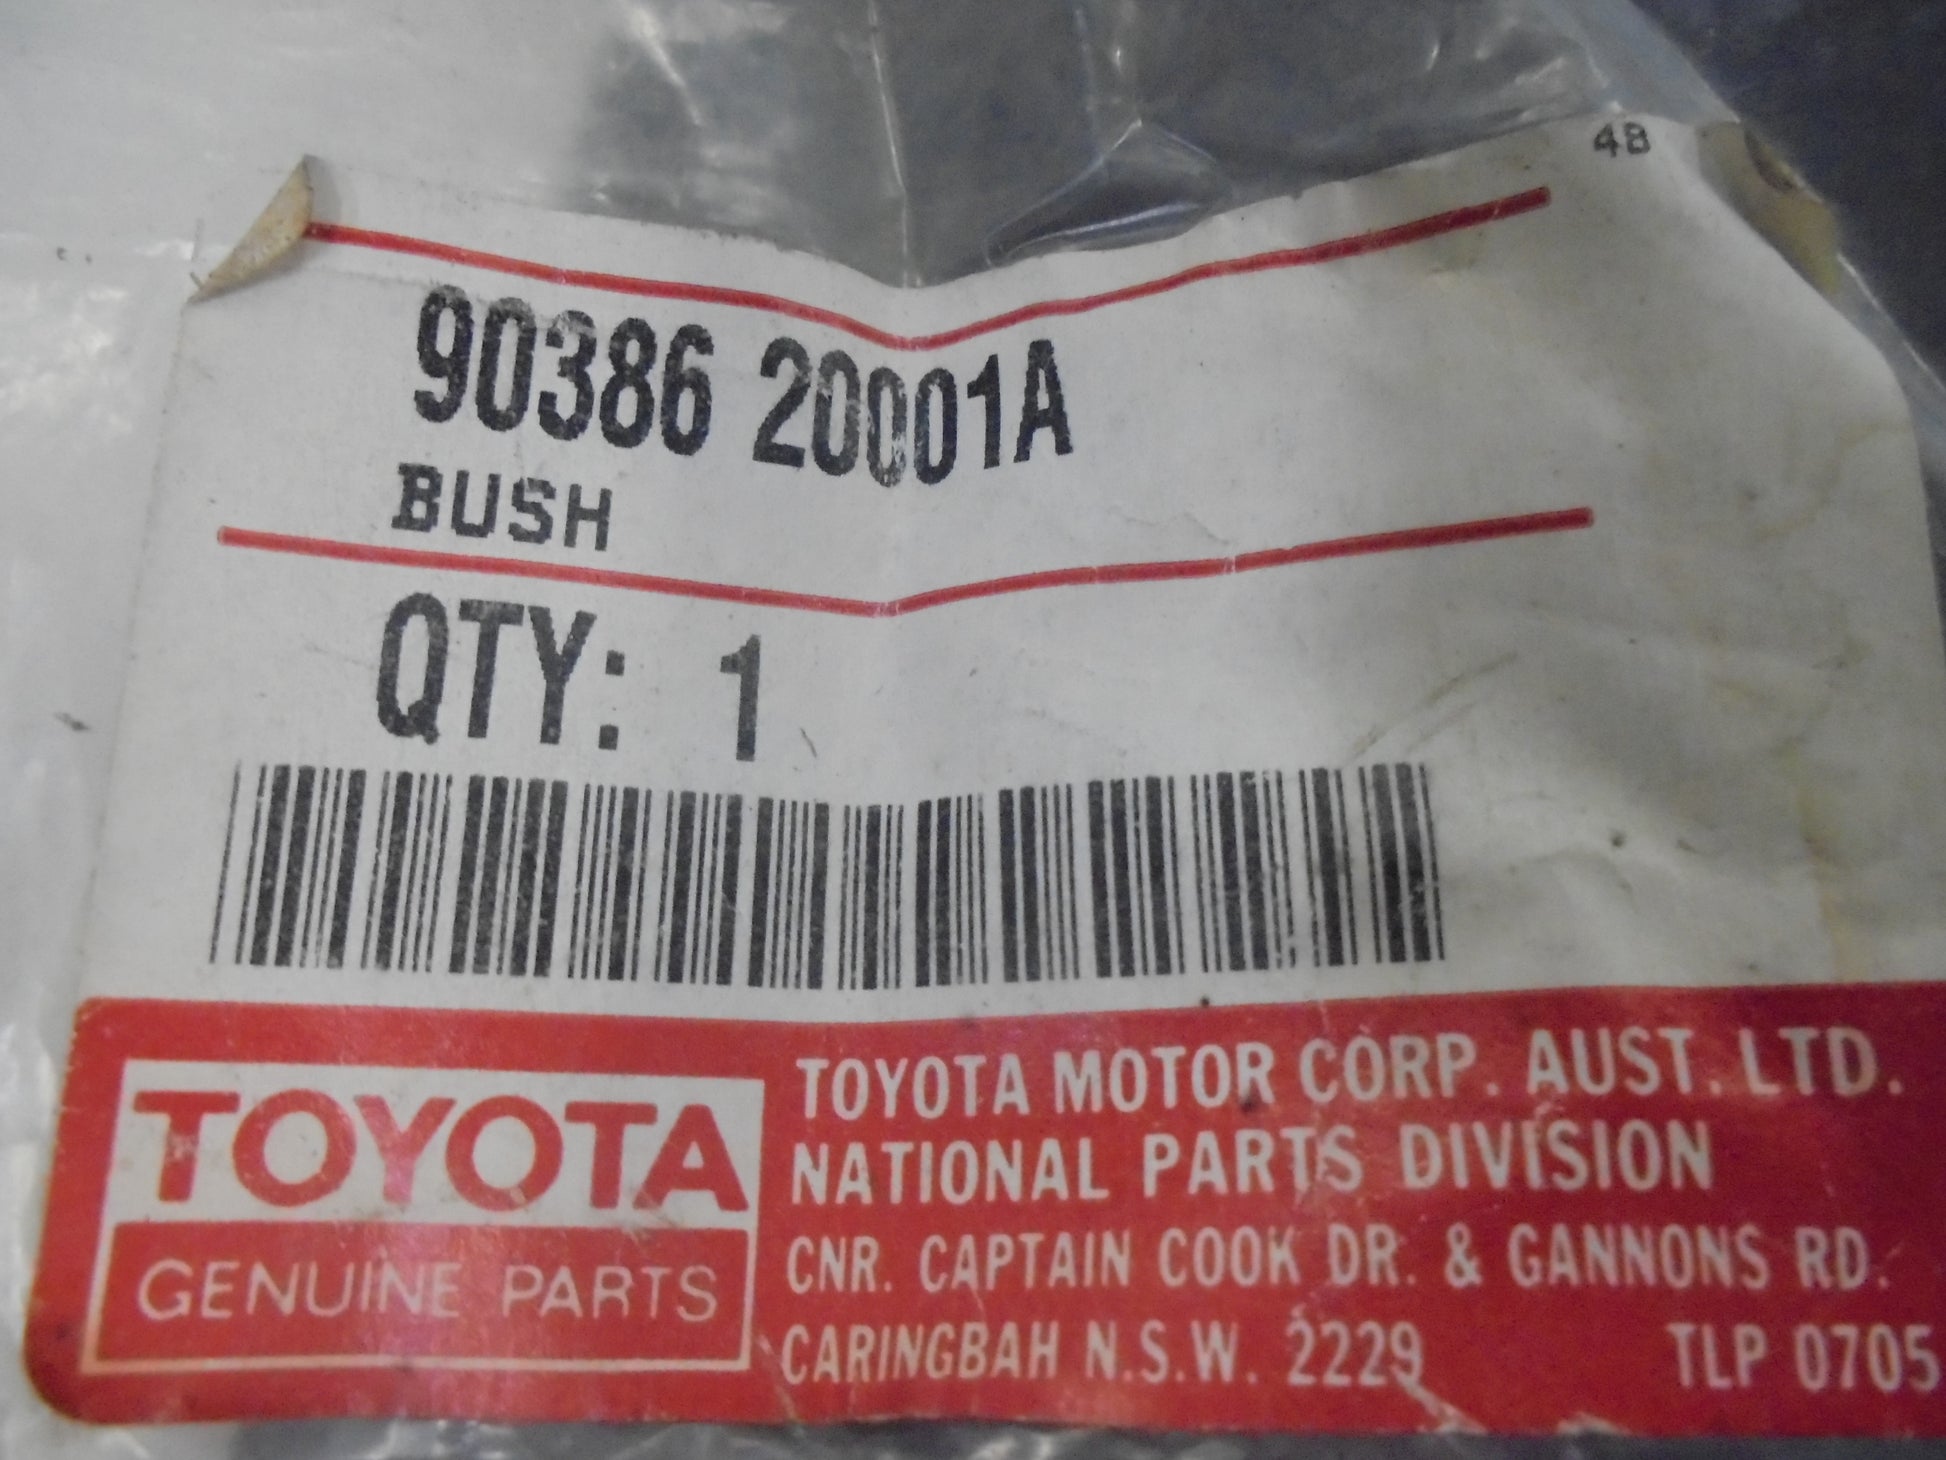 48
90386 20001A
BUSH
QTY: 1
TOYOTA
GENUINE PARTS
TOYOTA MOTOR CORP. AUST. LTD.
NATIONAL PARTS DIVISION
CNR. CAPTAIN COOK DR. & GANNONS RD.
CARINGBAH N.S.W. 2229 TLP 0705